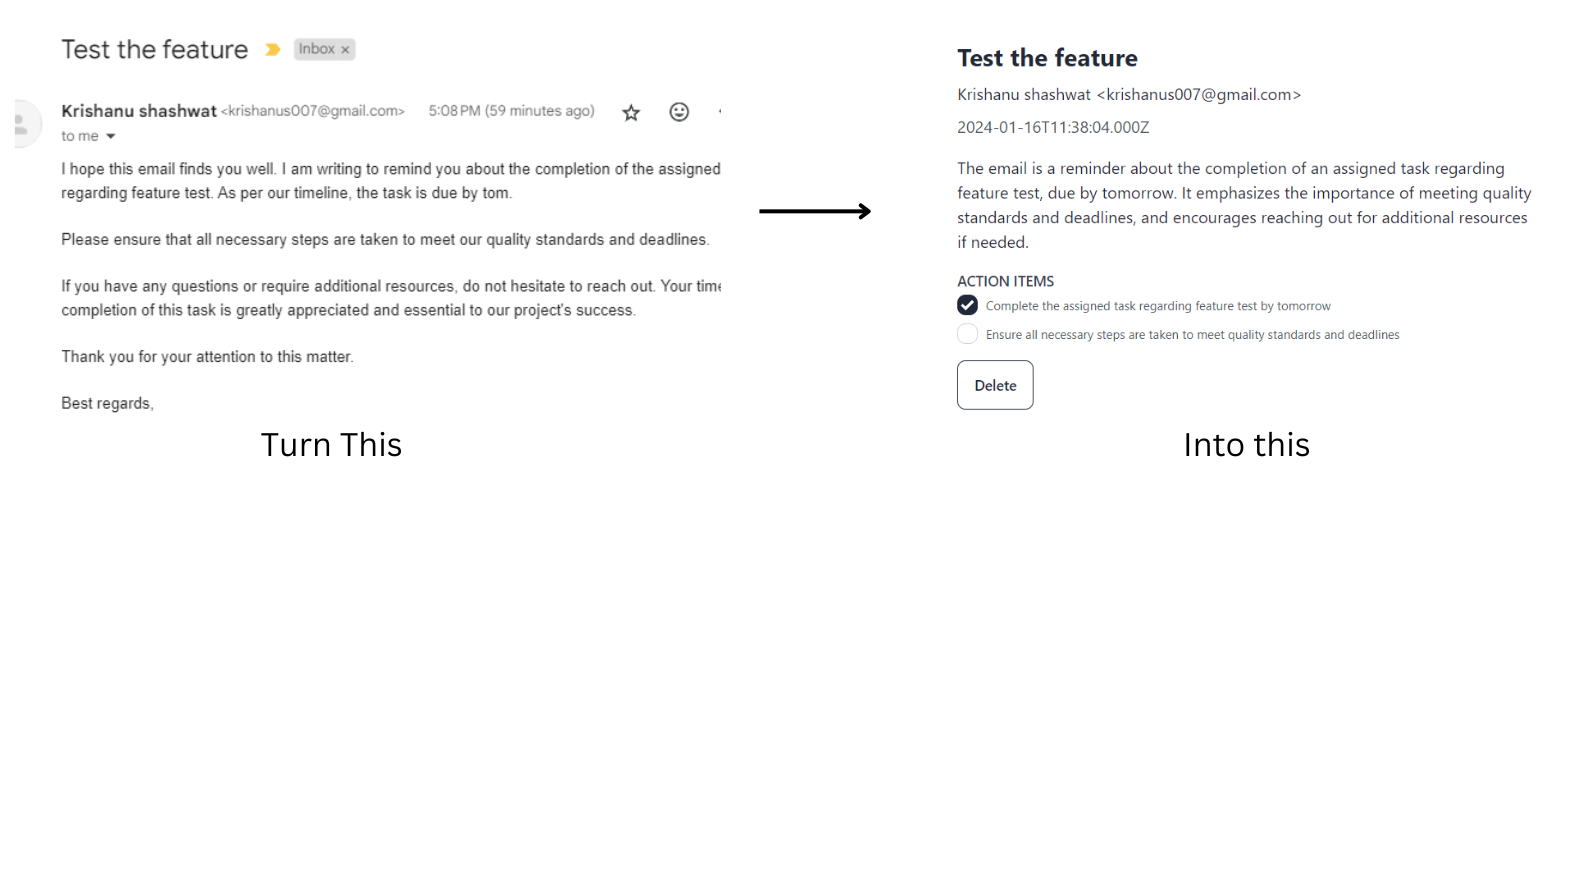 Test the feature
Inbox ×
Krishanu shashwat <krishanus007@gmail.com> 5:08 PM (59 minutes ago)
to me
I hope this email finds you well. I am writing to remind you about the completion of the assigned
regarding feature test. As per our timeline, the task is due by tom.
Please ensure that all necessary steps are taken to meet our quality standards and deadlines.
If you have any questions or require additional resources, do not hesitate to reach out. Your
completion of this task is greatly appreciated and essential to our project's success.
Thank you for your attention to this matter.
Best regards,
Turn This
Test the feature
Krishanu shashwat <krishanus007@gmail.com>
2024-01-16T11:38:04.000Z
The email is a reminder about the completion of an assigned task regarding
feature test, due by tomorrow. It emphasizes the importance of meeting quality
standards and deadlines, and encourages reaching out for additional resources
if needed.
ACTION ITEMS
Complete the assigned task regarding feature test by tomorrow
Ensure all necessary steps are taken to meet quality standards and deadlines
Delete
Into this